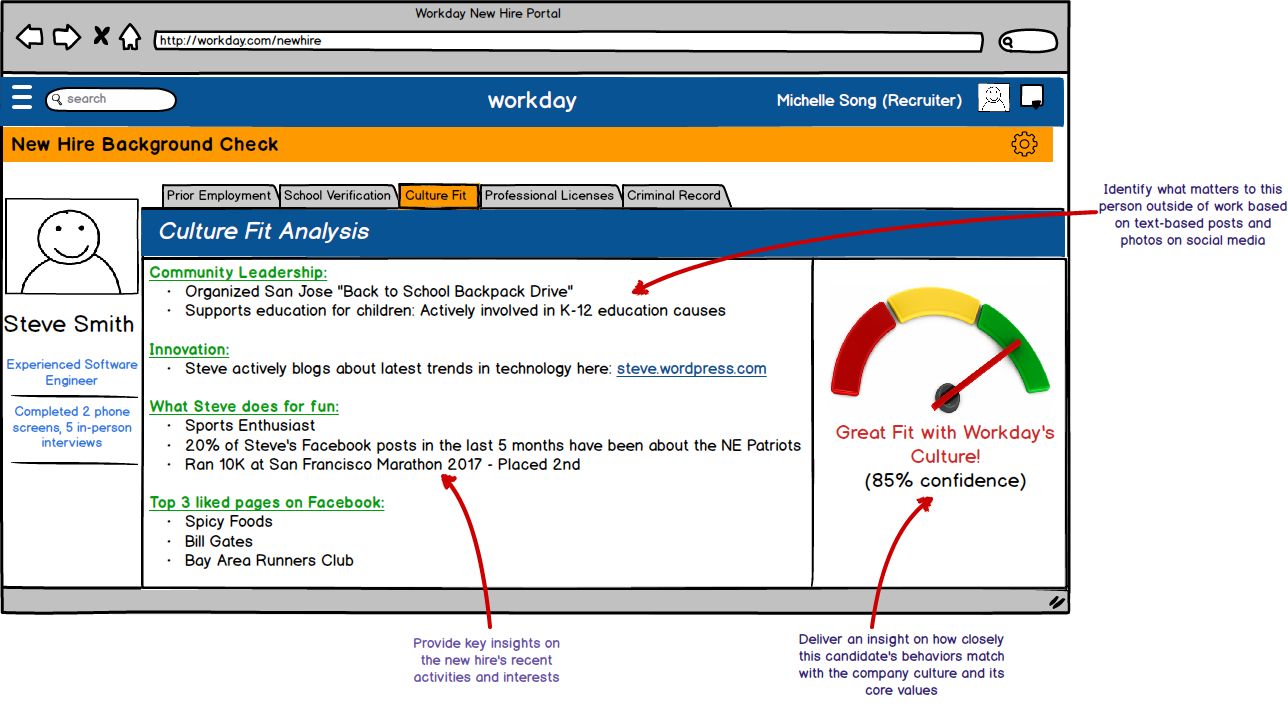 Workday New Hire Portal
http://workday.com/newhire
search
workday
Michelle Song (Recruiter)
New Hire Background Check
Prior Employment
School Verification
Culture Fit
Professional Licenses
Criminal Record
Culture Fit Analysis
Steve Smith
Experienced Software
Engineer
Completed 2 phone
screens, 5 in-person
interviews
Community Leadership:
· Organized San Jose "Back to School Backpack Drive"
· Supports education for children: Actively involved in K-12 education causes
Innovation:
· Steve actively blogs about latest trends in technology here: steve.wordpress.com
What Steve does for fun:
· Sports Enthusiast
· 20% of Steve's Facebook posts in the last 5 months have been about the NE Patriots
· Ran 10K at San Francisco Marathon 2017 - Placed 2nd
Top 3 liked pages on Facebook:
· Spicy Foods
· Bill Gates
· Bay Area Runners Club
Great Fit with Workday's
Culture!
(85% confidence)
Identify what matters to this
person outside of work based
on text-based posts and
photos on social media
Provide key insights on
the new hire's recent
activities and interests
Deliver an insight on how closely
this candidate's behaviors match
with the company culture and its
core values